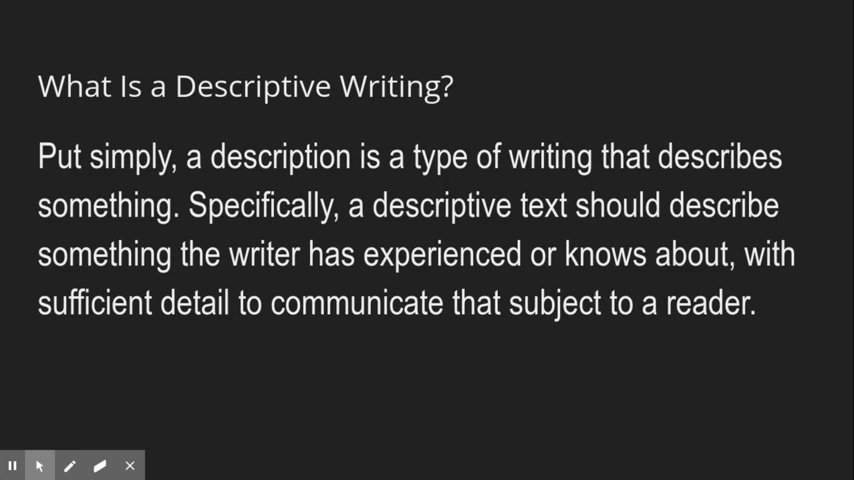 What Is a Descriptive Writing?
Put simply, a description is a type of writing that describes
something. Specifically, a descriptive text should describe
something the writer has experienced or knows about, with
sufficient detail to communicate that subject to a reader.